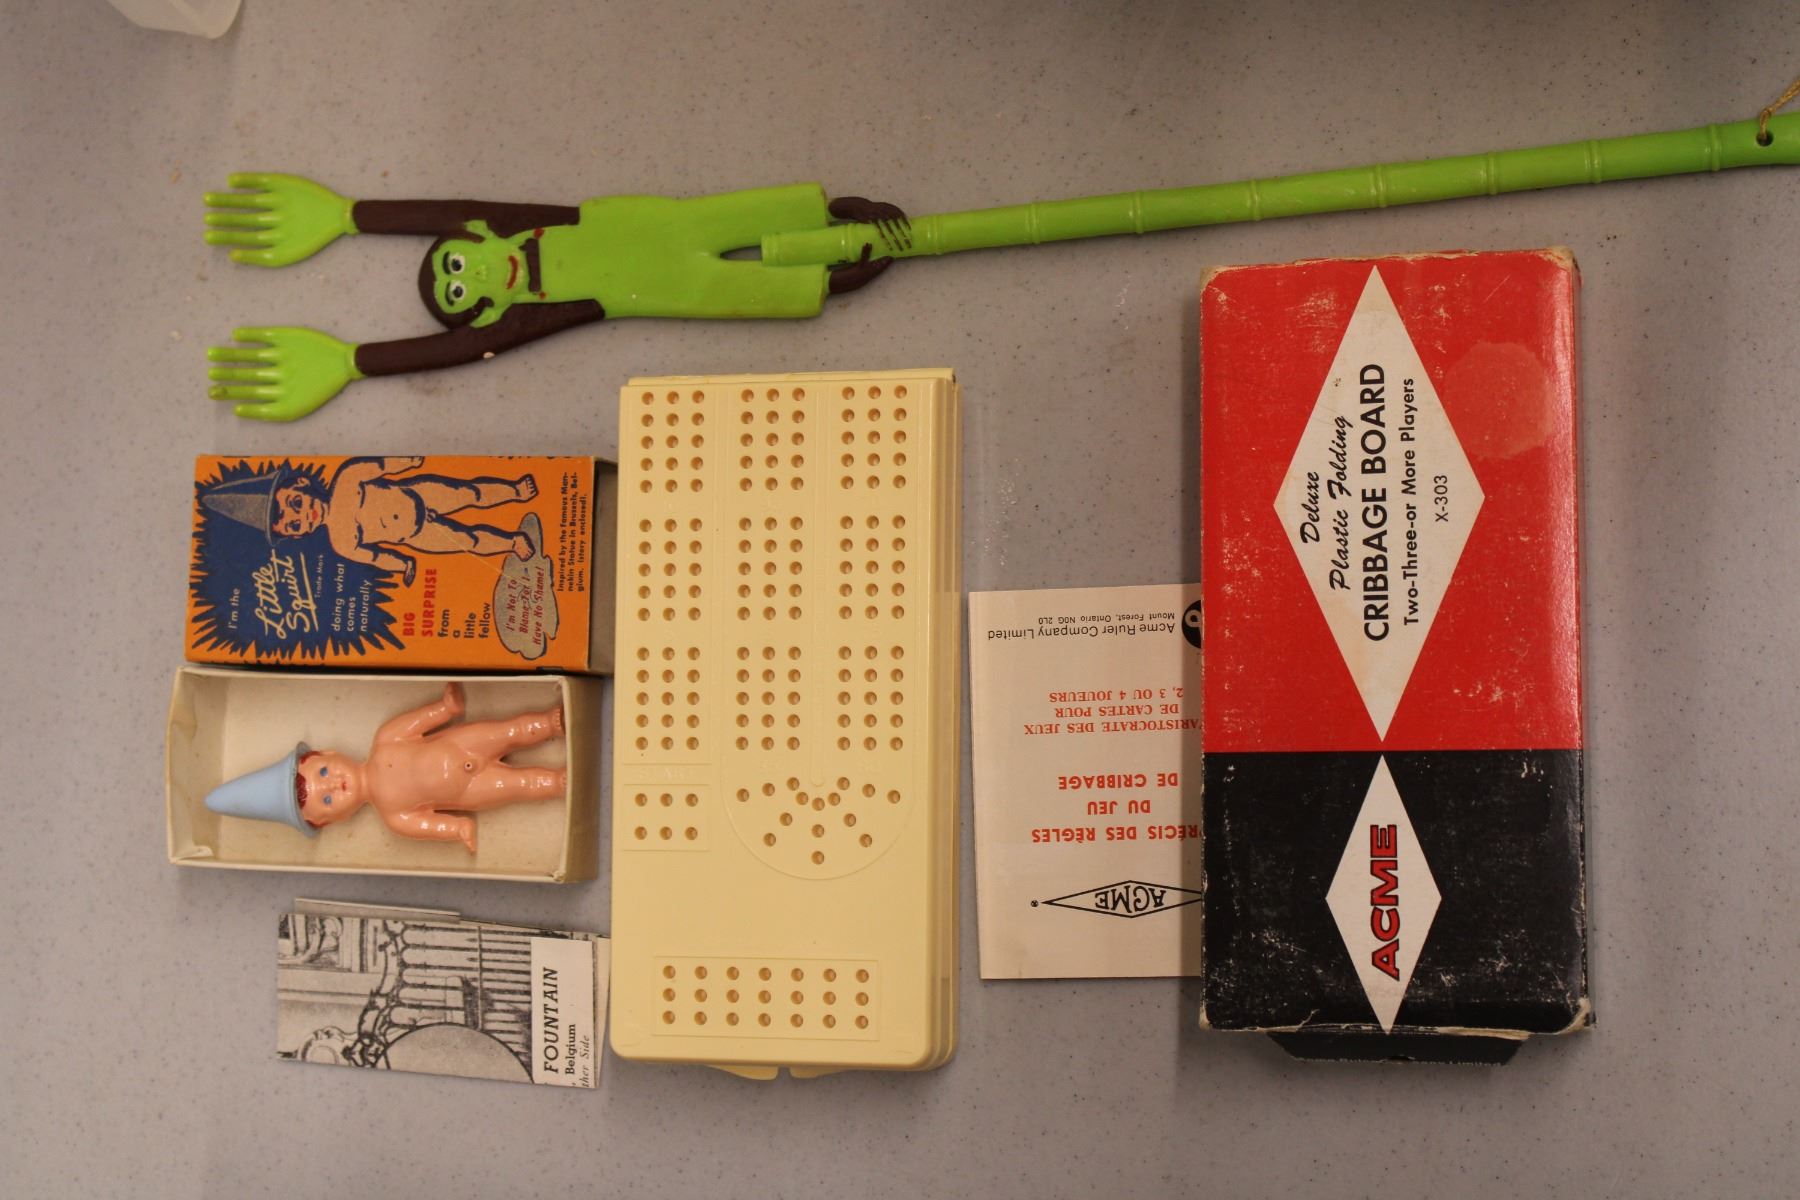 I'm the
Little
Squirt
Trade Mark
doing what
comes
naturally
BIG
SURPRISE
from
a
little
fellow
I'm Not To
Blame-For I
Have No Shame!
Inspired by the famous Man-
nekin Statue in Brussels, Bel-
gium. (story enclosed).
FOUNTAIN
Belgium
ther Side
ACME
®
PRÉCIS DES RÈGLES
DU JEU
DE CRIBBAGE
ARISTOCRATE DES JEUX
DE CARTES POUR
2, 3 OU 4 JOUEURS
Acme Ruler Company Limited
Mount Forest, Ontario N0G 2L0
Deluxe
Plastic Folding
CRIBBAGE BOARD
Two-Three-or More Players
X-303
ACME